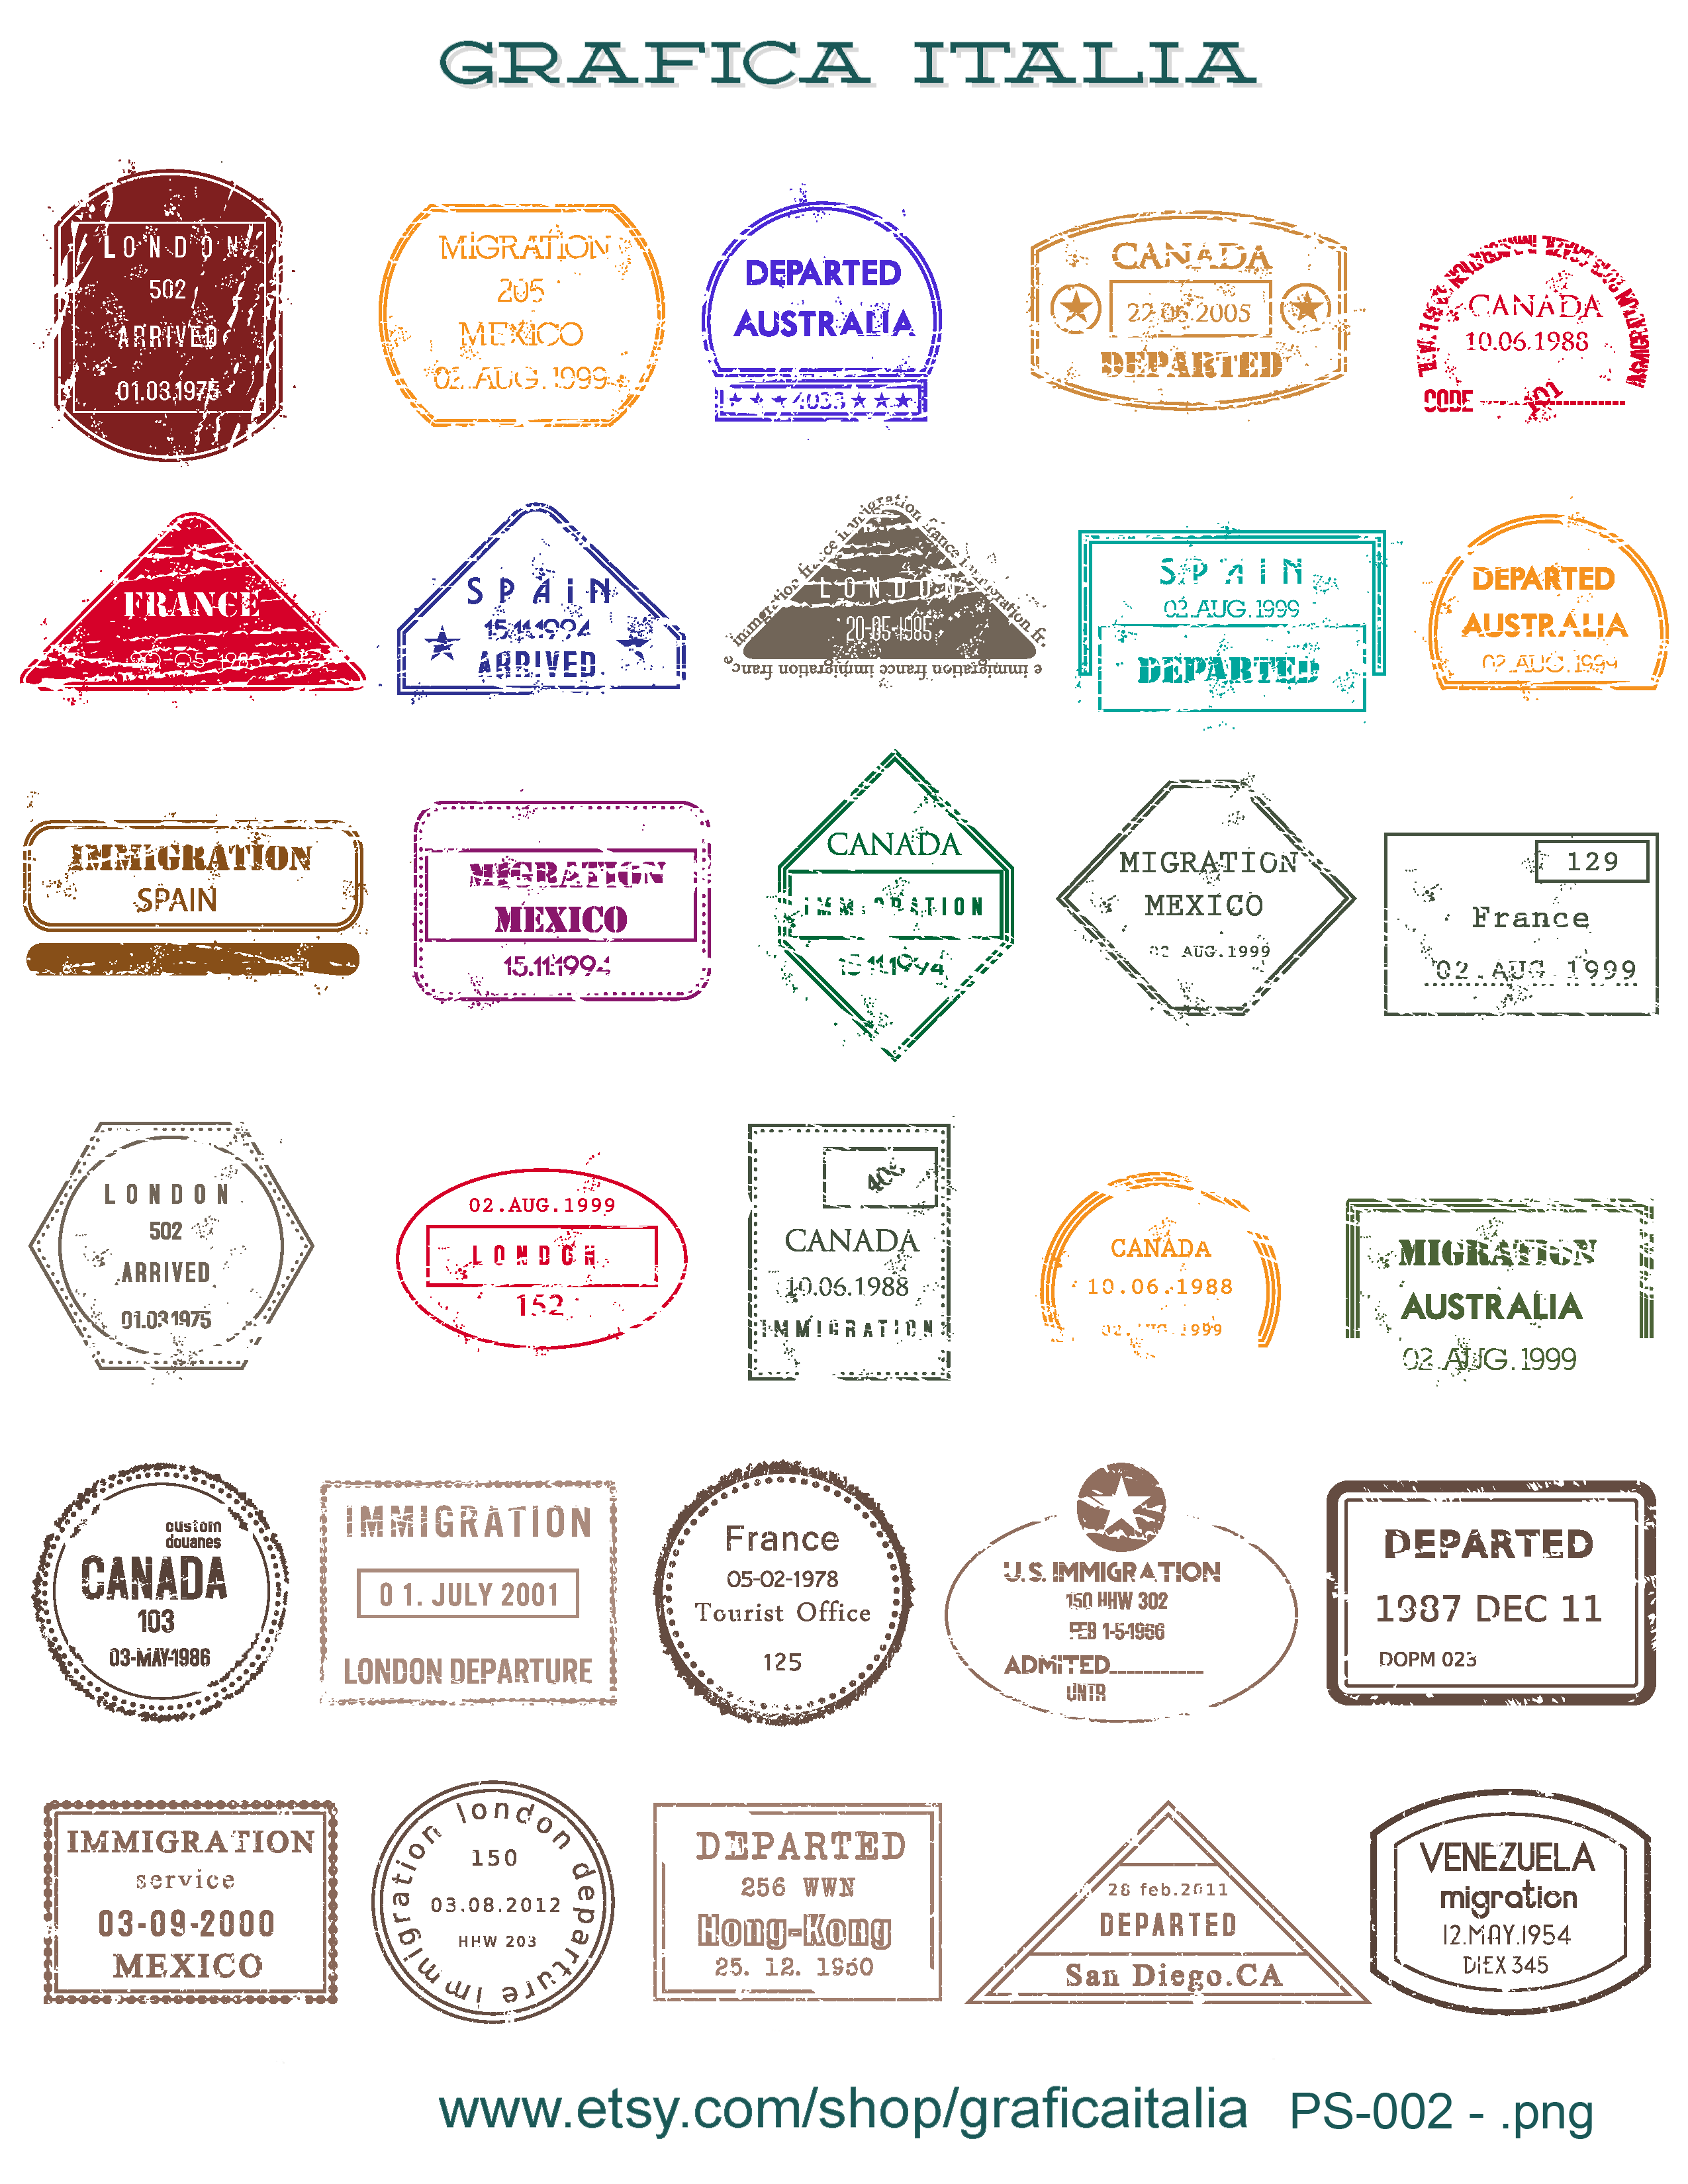 GRAFICA ITALIA
LONDON
502
ARRIVED
01.03.1975
MIGRATION
205
MEXICO
02.AUG.1999
DEPARTED
AUSTRALIA
4033
CANADA
22.06.2005
DEPARTED
CANADA
10.06.1988
CODE
101
FRANCE
20-05-1985
SPAIN
15.11.1994
ARRIVED
immigration france immigration france immigration fr.
LONDON
20-05-1985
e immigration france immigration france
SPAIN
02.AUG.1999
DEPARTED
DEPARTED
AUSTRALIA
02.AUG.1999
IMMIGRATION
SPAIN
MIGRATION
MEXICO
15.11.1994
CANADA
IMMIGRATION
15.11.1994
MIGRATION
MEXICO
02 AUG.1999
129
France
02.AUG.1999
LONDON
502
ARRIVED
01.03.1975
02.AUG.1999
LONDON
152
400
CANADA
10.06.1988
IMMIGRATION
CANADA
10.06.1988
02.AUG.1999
MIGRATION
AUSTRALIA
02.AUG.1999
custom
douanes
CANADA
103
03-MAY-1986
IMMIGRATION
01. JULY 2001
LONDON DEPARTURE
France
05-02-1978
Tourist Office
125
U.S. IMMIGRATION
150 HHW 302
FEB 1-5-1966
ADMITED___________
UNTR
DEPARTED
1987 DEC 11
DOPM 023
IMMIGRATION
service
03-09-2000
MEXICO
london departure immigration
150
03.08.2012
HHW 203
DEPARTED
256 WWN
Hong-Kong
25. 12. 1960
28 feb.2011
DEPARTED
San Diego.CA
VENEZUELA
migration
12.MAY.1954
DIEX 345
www.etsy.com/shop/graficaitalia PS-002 - .png